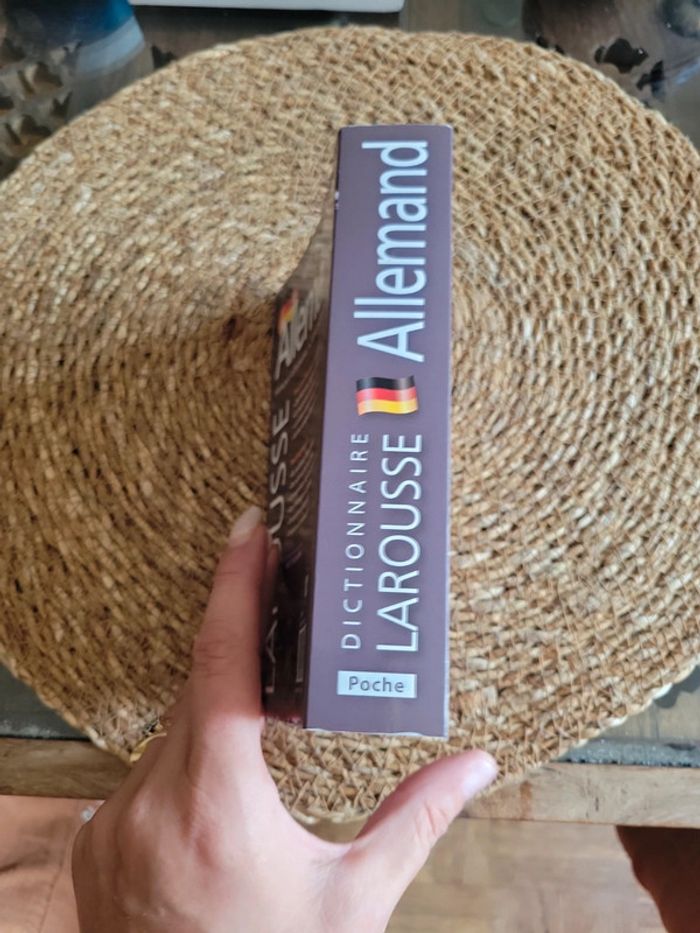 Poche
DICTIONNAIRE
LAROUSSE
Allemand